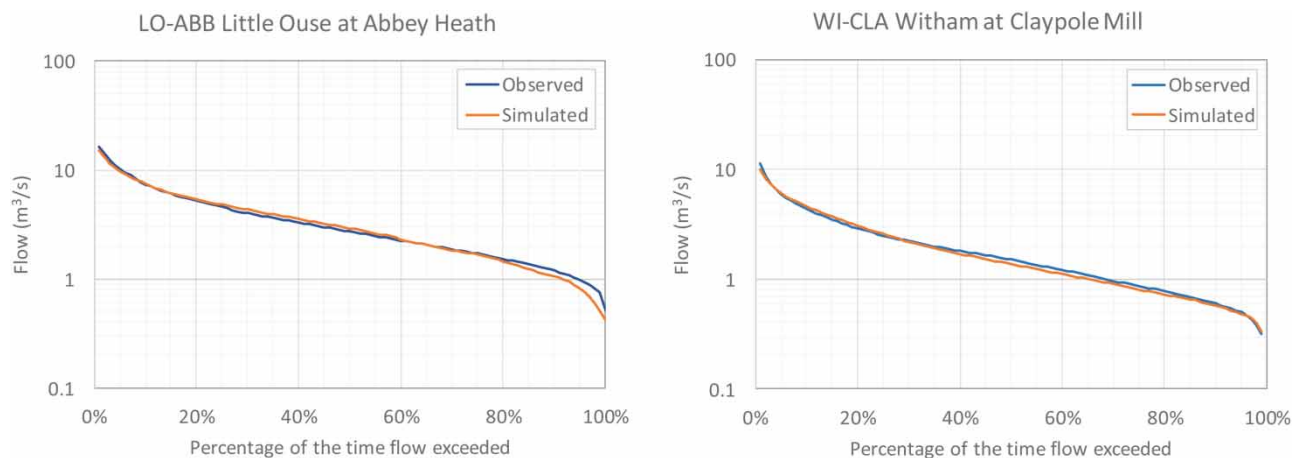 LO-ABB Little Ouse at Abbey Heath
100
10
1
0.1
Flow (m³/s)
Observed
Simulated
0%
20%
40%
60%
80%
100%
Percentage of the time flow exceeded
WI-CLA Witham at Claypole Mill
100
10
1
0.1
Flow (m³/s)
Observed
Simulated
0%
20%
40%
60%
80%
100%
Percentage of the time flow exceeded